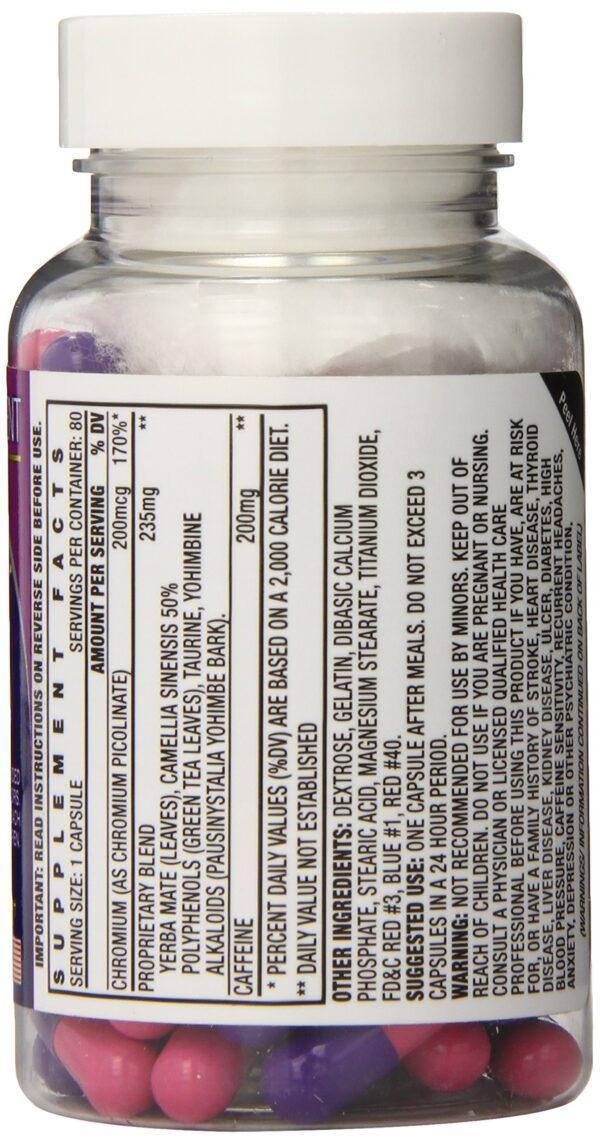 IMPORTANT: READ INSTRUCTIONS ON REVERSE SIDE BEFORE USE.
SUPPLEMENT FACTS
SERVING SIZE: 1 CAPSULE SERVINGS PER CONTAINER: 80
AMOUNT PER SERVING % DV
CHROMIUM (AS CHROMIUM PICOLINATE) 200mcg 170%*
PROPRIETARY BLEND 235mg **
YERBA MATE (LEAVES), CAMELLIA SINENSIS 50%
POLYPHENOLS (GREEN TEA LEAVES), TAURINE, YOHIMBINE
ALKALOIDS (PAUSINYSTALIA YOHIMBE BARK).
CAFFEINE 200mg **
* PERCENT DAILY VALUES (%DV) ARE BASED ON A 2,000 CALORIE DIET.
** DAILY VALUE NOT ESTABLISHED
OTHER INGREDIENTS: DEXTROSE, GELATIN, DIBASIC CALCIUM
PHOSPHATE, STEARIC ACID, MAGNESIUM STEARATE, TITANIUM DIOXIDE,
FD&C RED #3, BLUE #1, RED #40.
SUGGESTED USE: ONE CAPSULE AFTER MEALS. DO NOT EXCEED 3
CAPSULES IN A 24 HOUR PERIOD.
WARNING: NOT RECOMMENDED FOR USE BY MINORS. KEEP OUT OF
REACH OF CHILDREN. DO NOT USE IF YOU ARE PREGNANT OR NURSING.
CONSULT A PHYSICIAN OR LICENSED QUALIFIED HEALTH CARE
PROFESSIONAL BEFORE USING THIS PRODUCT IF YOU HAVE, ARE AT RISK
FOR, OR HAVE A FAMILY HISTORY OF STROKE, HEART DISEASE, THYROID
DISEASE, LIVER DISEASE, KIDNEY DISEASE, ULCER, DIABETES, HIGH
BLOOD PRESSURE, CAFFEINE SENSITIVITY, RECURRENT HEADACHES,
ANXIETY, DEPRESSION OR OTHER PSYCHIATRIC CONDITION.
(WARNINGS/ INFORMATION CONTINUED ON BACK OF LABEL)
Peel Here
ENT